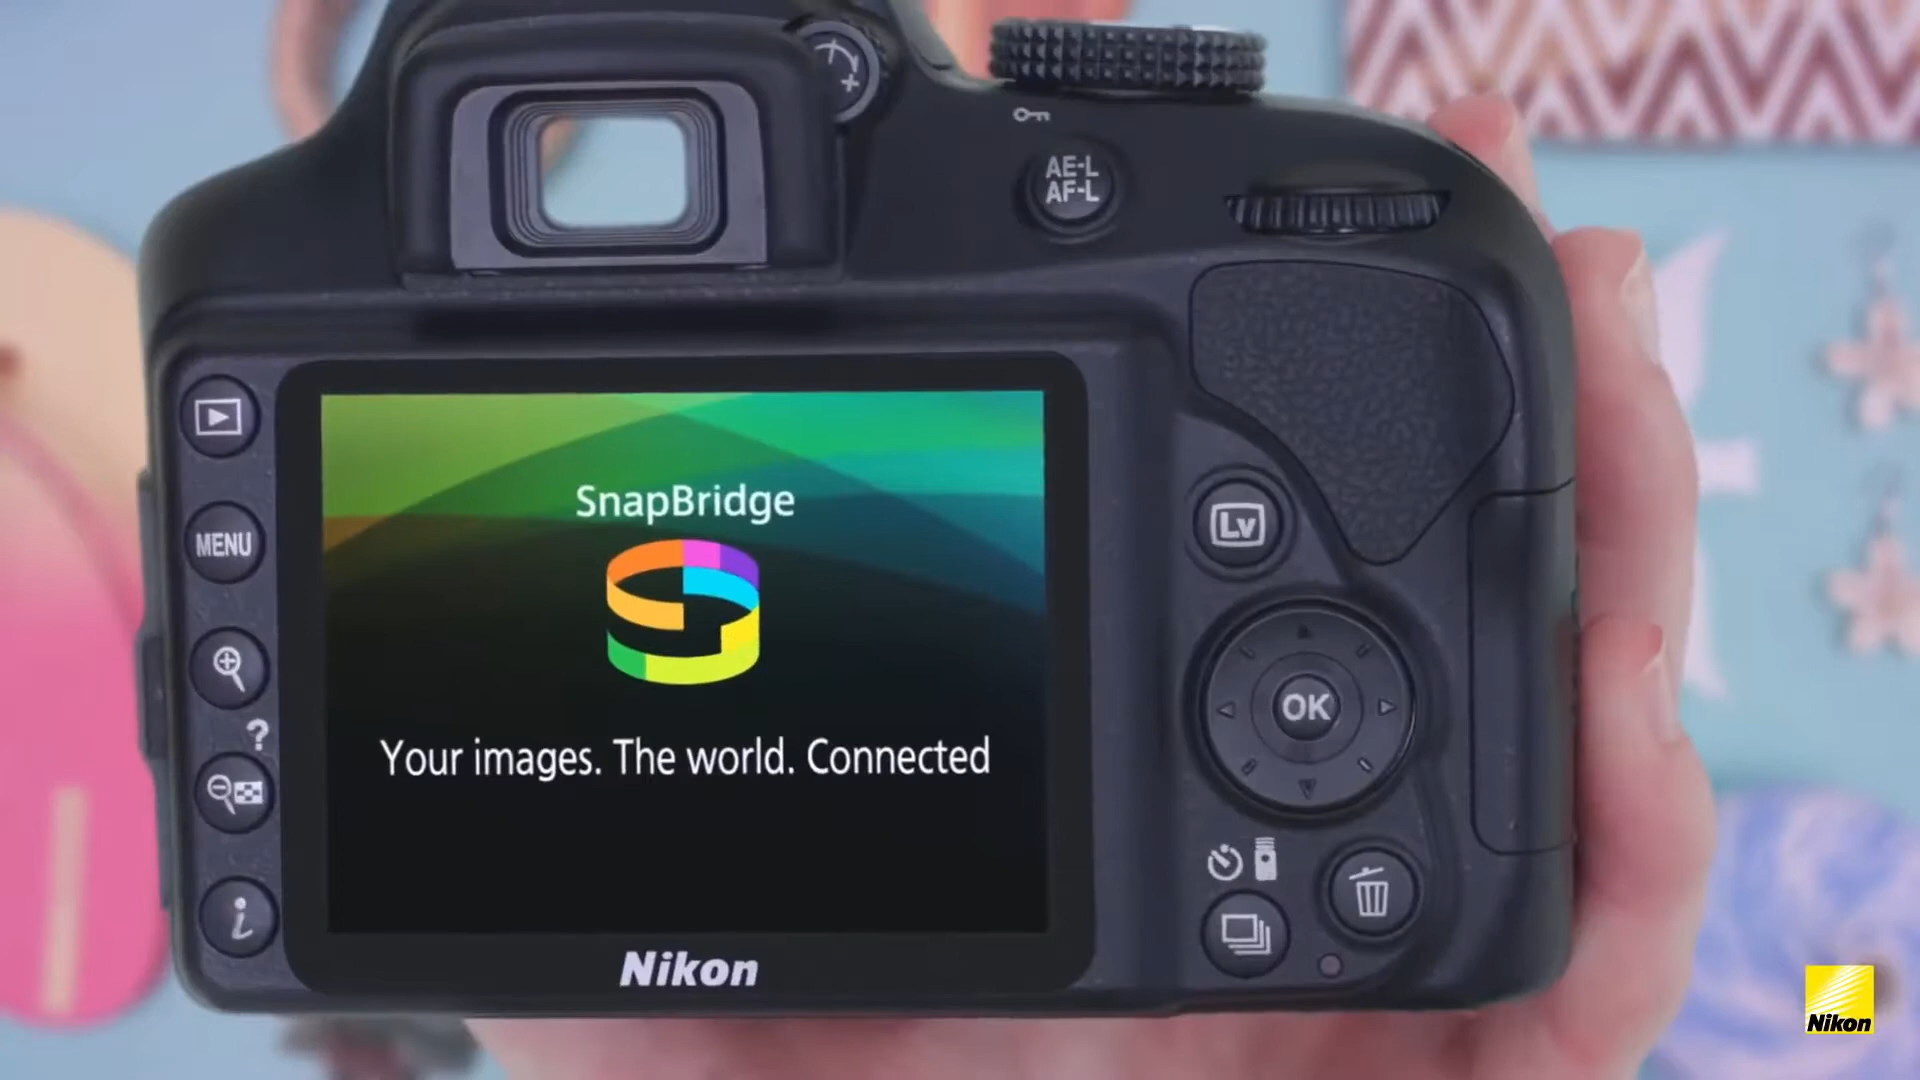 AE-L
AF-L
MENU
?
i
SnapBridge
Your images. The world. Connected
Lv
OK
Nikon
Nikon